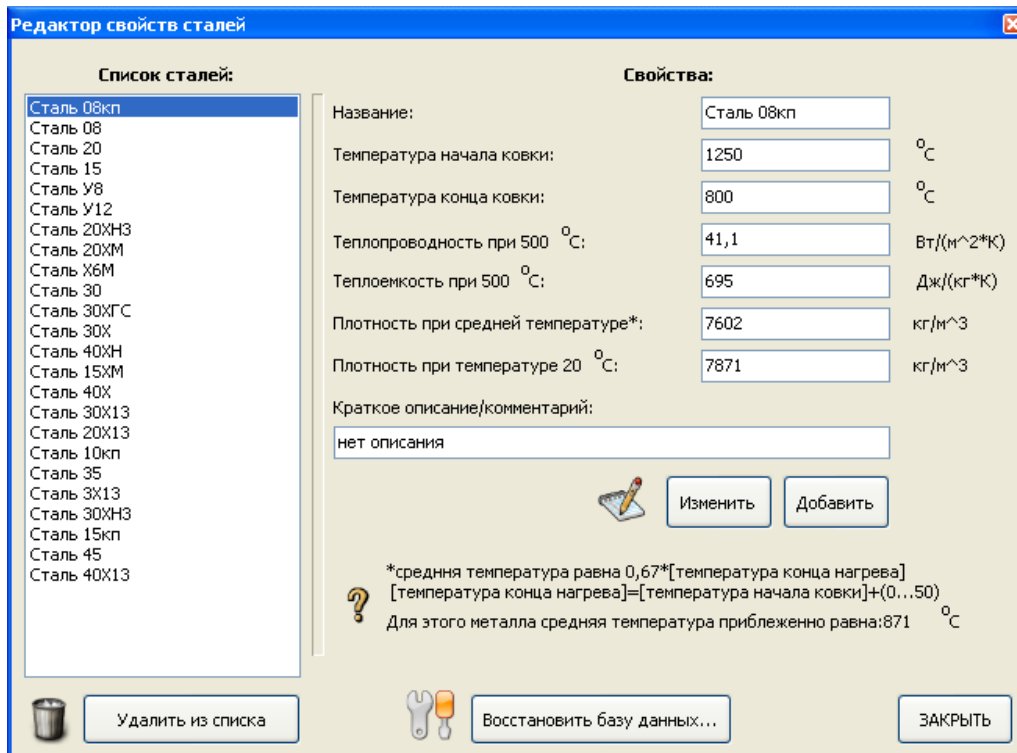 Редактор свойств сталей
Список сталей:
Сталь 08кп
Сталь 08
Сталь 20
Сталь 15
Сталь У8
Сталь У12
Сталь 20ХН3
Сталь 20ХМ
Сталь Х6М
Сталь 30
Сталь 30ХГС
Сталь 30Х
Сталь 40ХН
Сталь 15ХМ
Сталь 40Х
Сталь 30Х13
Сталь 20Х13
Сталь 10кп
Сталь 35
Сталь 3Х13
Сталь 30ХН3
Сталь 15кп
Сталь 45
Сталь 40Х13
Удалить из списка
Свойства:
Название: Сталь 08кп
Температура начала ковки: 1250 °С
Температура конца ковки: 800 °С
Теплопроводность при 500 °С: 41,1 Вт/(м^2*К)
Теплоемкость при 500 °С: 695 Дж/(кг*К)
Плотность при средней температуре*: 7602 кг/м^3
Плотность при температуре 20 °С: 7871 кг/м^3
Краткое описание/комментарий:
нет описания
Изменить Добавить
*средння температура равна 0,67*[температура конца нагрева]
[температура конца нагрева]=[температура начала ковки]+(0...50)
Для этого металла средняя температура приблеженно равна:871 °С
Восстановить базу данных...
ЗАКРЫТЬ